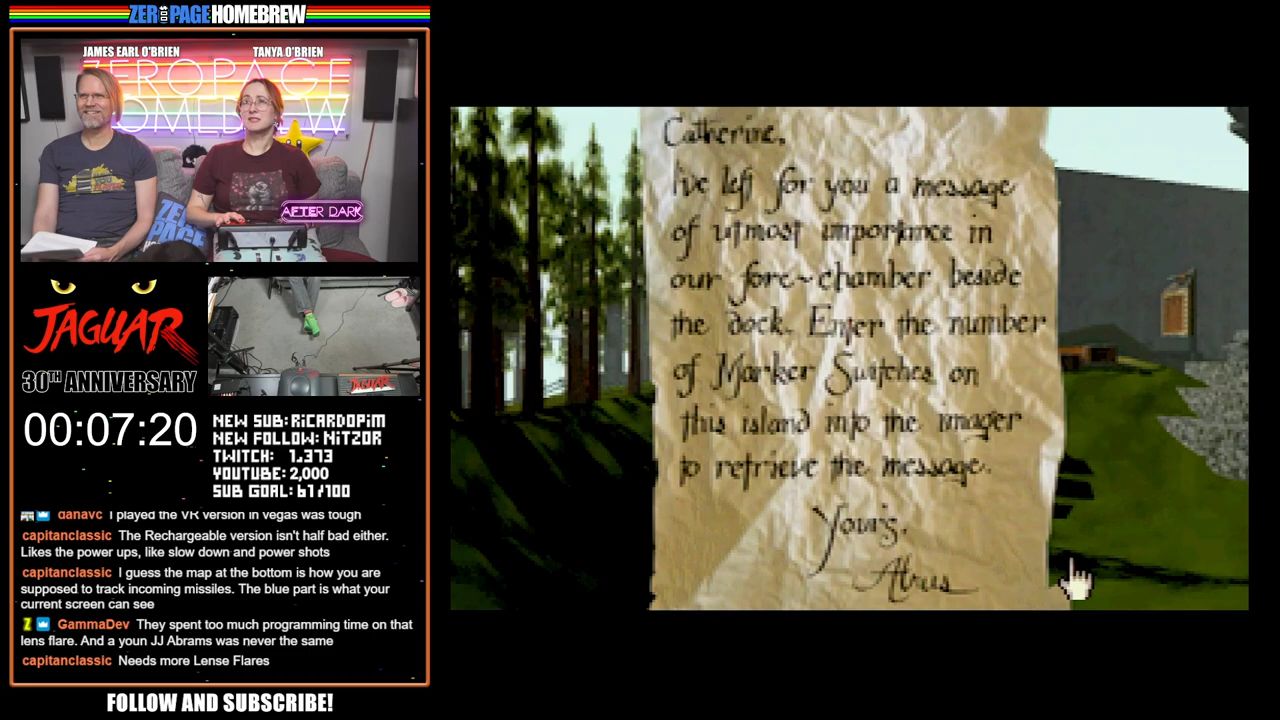 ZEROPAGE HOMEBREW
JAMES EARL O'BRIEN
TANYA O'BRIEN
ZEROPAGE
HOMEBREW
AFTER DARK
ZERO
PAGE
JAGUAR
30TH ANNIVERSARY
JAGUAR
00:07:20
NEW SUB: RiCARDOPiM
NEW FOLLOW: NiTZOR
TWITCH: 1,373
YOUTUBE: 2,000
SUB GOAL: 67/100
danavc I played the VR version in vegas was tough
capitanclassic The Rechargeable version isn't half bad either.
Likes the power ups, like slow down and power shots
capitanclassic I guess the map at the bottom is how you are
supposed to track incoming missiles. The blue part is what your
current screen can see
GammaDev They spent too much programming time on that
lens flare. And a youn JJ Abrams was never the same
capitanclassic Needs more Lense Flares
FOLLOW AND SUBSCRIBE!
Catherine,
I've left for you a message
of utmost importance in
our fore~chamber beside
the dock. Enter the number
of Marker Switches on
this island into the imager
to retrieve the message.
Yours,
Atrus